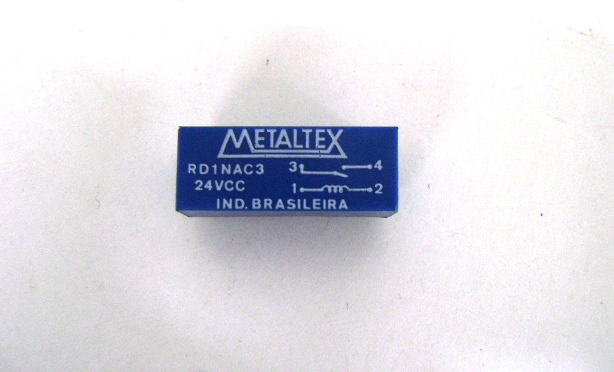 METALTEX
RD1NAC3 3 4
24VCC 1 2
IND. BRASILEIRA